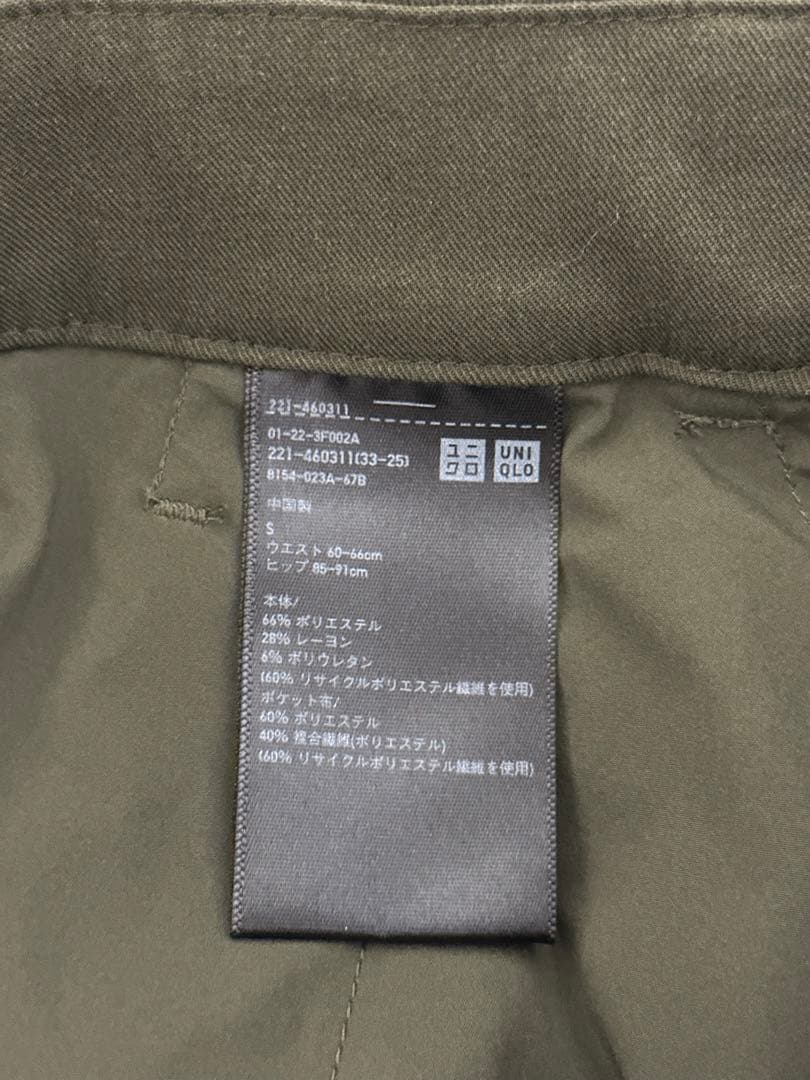 221-460311
01-22-3F002A
221-460311(33-25)
8154-023A-67B
ユニ
クロ
UNI
QLO
中国製
S
ウエスト 60-66cm
ヒップ 85-91cm
本体/
66% ポリエステル
28% レーヨン
6% ポリウレタン
(60% リサイクルポリエステル繊維を使用)
ポケット布/
60% ポリエステル
40% 複合繊維(ポリエステル)
(60% リサイクルポリエステル繊維を使用)